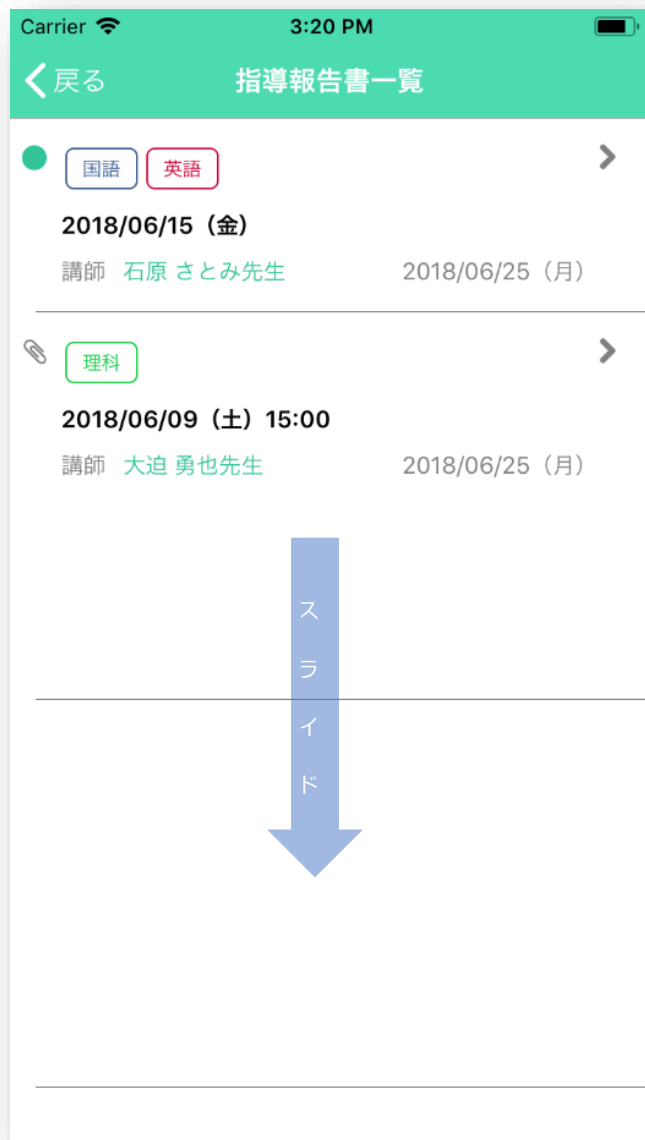 Carrier 3:20 PM
戻る 指導報告書一覧
国語 英語
2018/06/15（金）
講師 石原 さとみ先生 2018/06/25（月）
理科
2018/06/09（土）15:00
講師 大迫 勇也先生 2018/06/25（月）
スライド